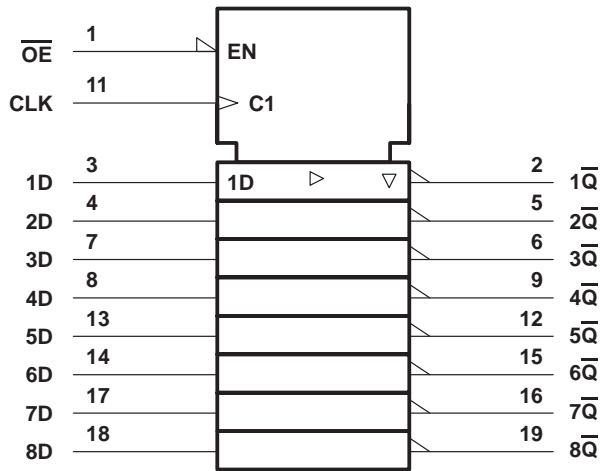 O̅E̅ 1 EN
CLK 11 C1
1D 3 1D 2 1Q̅
2D 4 5 2Q̅
3D 7 6 3Q̅
4D 8 9 4Q̅
5D 13 12 5Q̅
6D 14 15 6Q̅
7D 17 16 7Q̅
8D 18 19 8Q̅